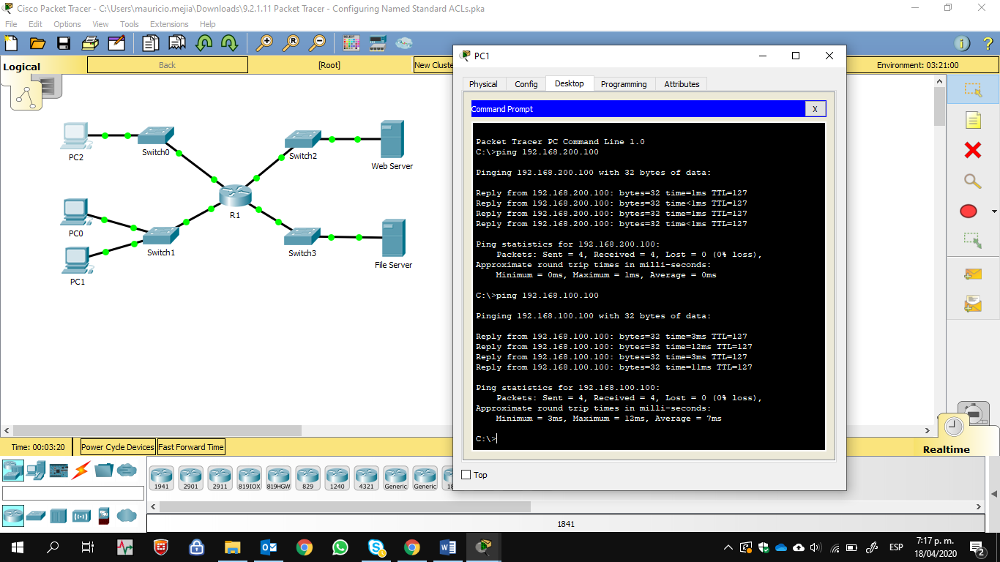 Cisco Packet Tracer - C:\Users\mauricio.mejia\Downloads\9.2.1.11 Packet Tracer - Configuring Named Standard ACLs.pka
File Edit Options View Tools Extensions Help
Logical
Back
[Root]
New Cluste
Environment: 03:21:00
PC2
Switch0
Switch2
Web Server
R1
PC0
Switch1
Switch3
File Server
PC1
PC1
Physical Config Desktop Programming Attributes
Command Prompt
X
Packet Tracer PC Command Line 1.0
C:\>ping 192.168.200.100
Pinging 192.168.200.100 with 32 bytes of data:
Reply from 192.168.200.100: bytes=32 time=1ms TTL=127
Reply from 192.168.200.100: bytes=32 time<1ms TTL=127
Reply from 192.168.200.100: bytes=32 time=1ms TTL=127
Reply from 192.168.200.100: bytes=32 time<1ms TTL=127
Ping statistics for 192.168.200.100:
Packets: Sent = 4, Received = 4, Lost = 0 (0% loss),
Approximate round trip times in milli-seconds:
Minimum = 0ms, Maximum = 1ms, Average = 0ms
C:\>ping 192.168.100.100
Pinging 192.168.100.100 with 32 bytes of data:
Reply from 192.168.100.100: bytes=32 time=3ms TTL=127
Reply from 192.168.100.100: bytes=32 time=12ms TTL=127
Reply from 192.168.100.100: bytes=32 time=3ms TTL=127
Reply from 192.168.100.100: bytes=32 time=11ms TTL=127
Ping statistics for 192.168.100.100:
Packets: Sent = 4, Received = 4, Lost = 0 (0% loss),
Approximate round trip times in milli-seconds:
Minimum = 3ms, Maximum = 12ms, Average = 7ms
C:\>
Top
Time: 00:03:20
Power Cycle Devices
Fast Forward Time
Realtime
1941 2901 2911 819IOX 819HGW 829 1240 4321 Generic Generic 18
1841
ESP
7:17 p. m.
18/04/2020
2